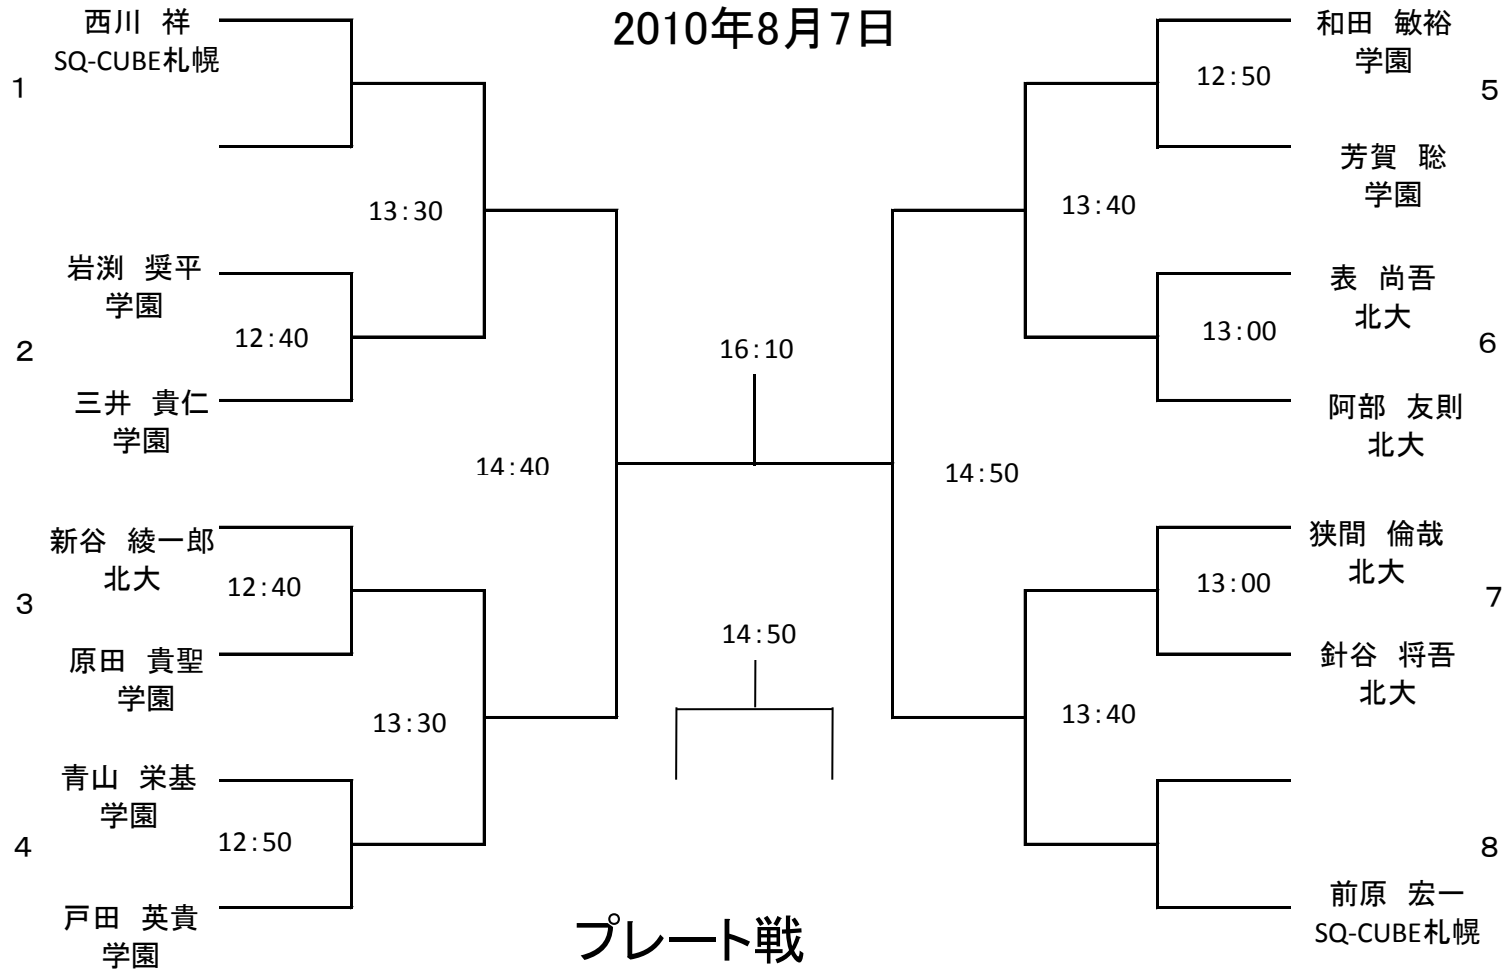 2010年8月7日
西川 祥
SQ-CUBE札幌
1
13:30
岩渕 奨平
学園
12:40
2
三井 貴仁
学園
14:40
新谷 綾一郎
北大
12:40
3
原田 貴聖
学園
13:30
青山 栄基
学園
12:50
4
戸田 英貴
学園
16:10
14:50
プレート戦
和田 敏裕
学園
12:50
5
芳賀 聡
学園
13:40
表 尚吾
北大
13:00
6
阿部 友則
北大
14:50
狭間 倫哉
北大
13:00
7
針谷 将吾
北大
13:40
8
前原 宏一
SQ-CUBE札幌